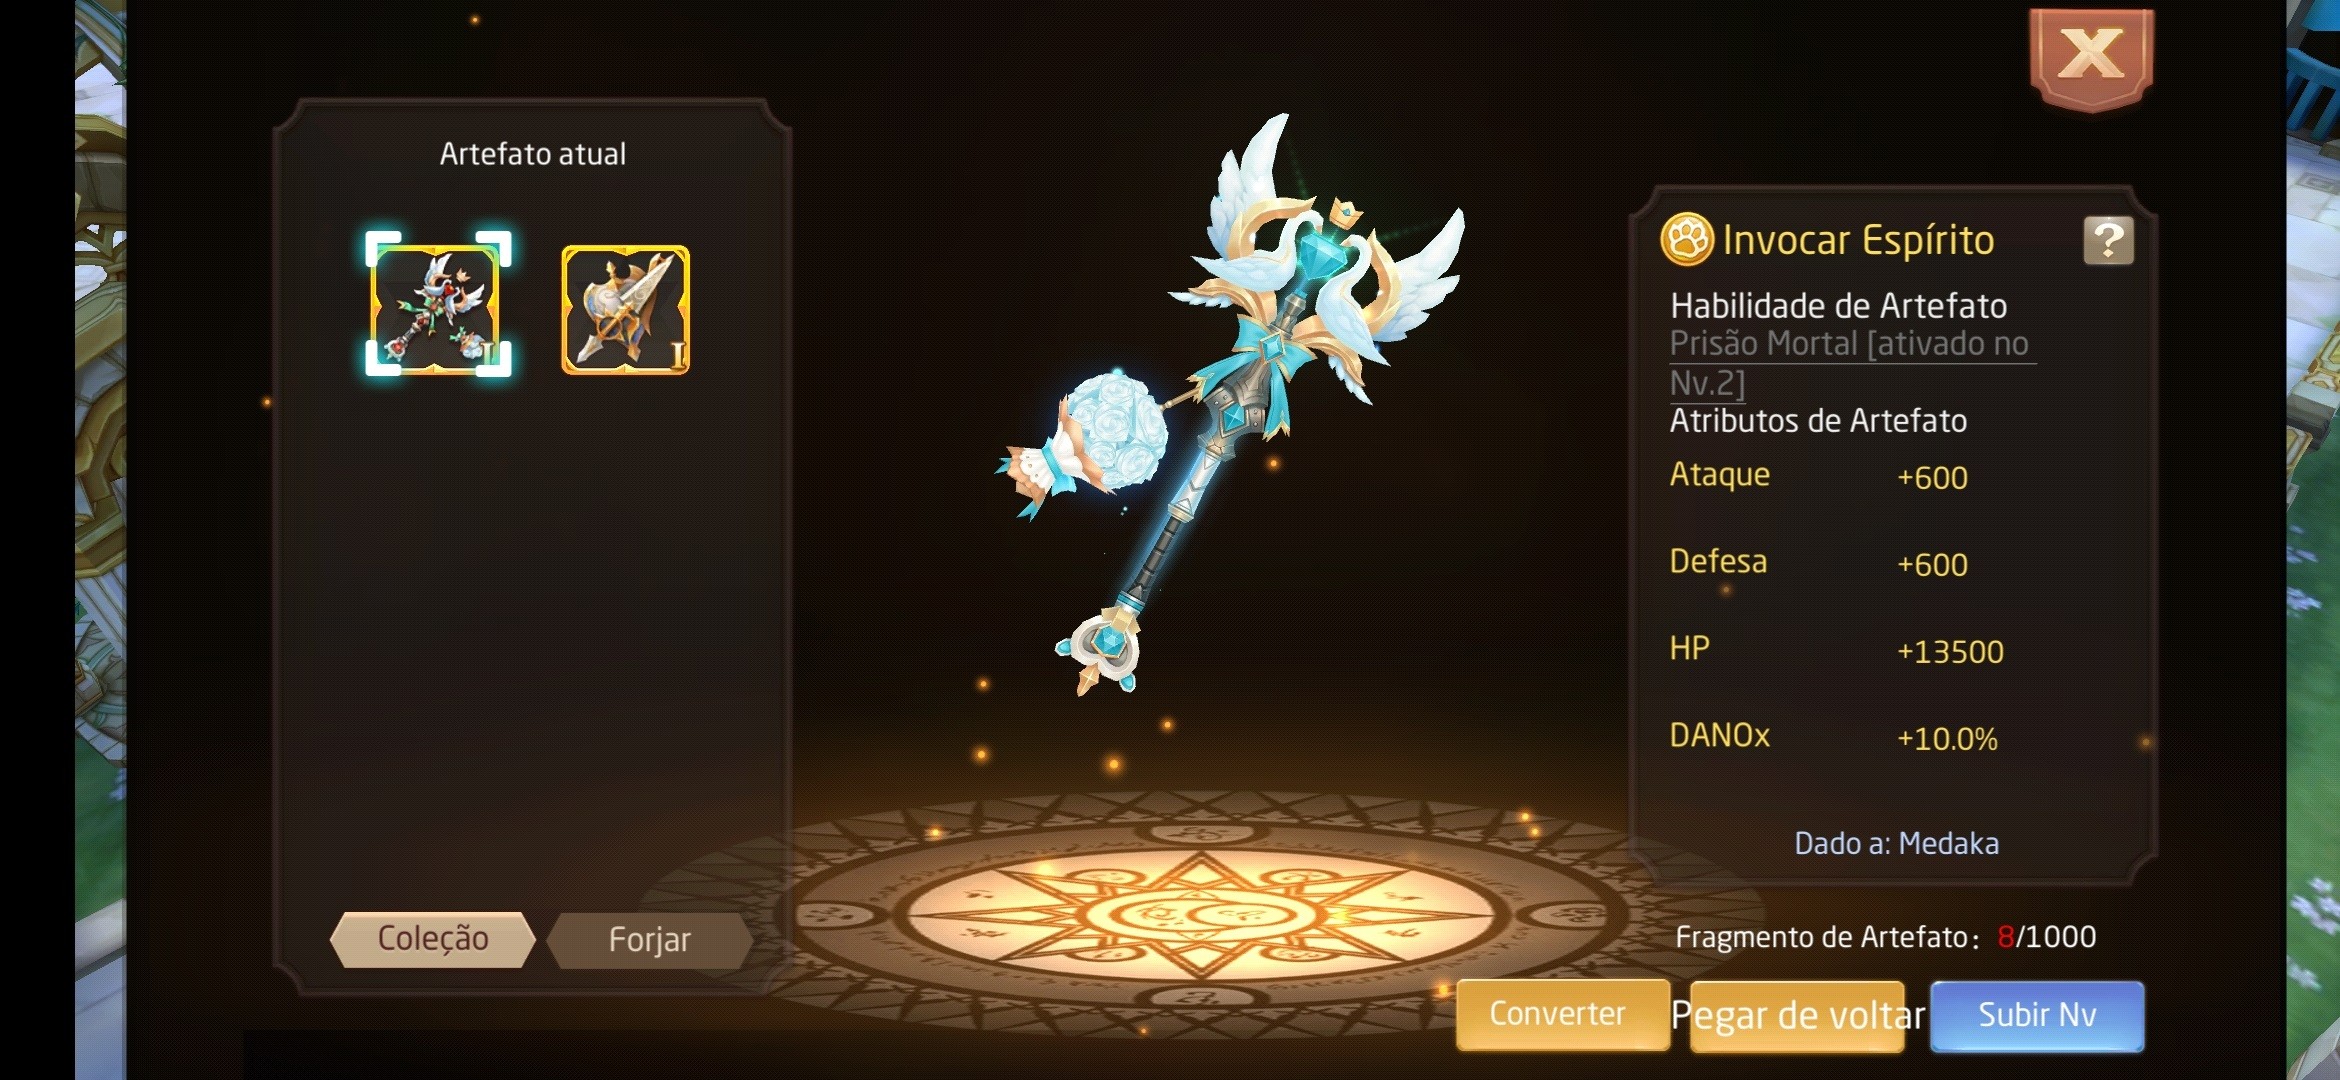 X
Artefato atual
I
I
Coleção
Forjar
Invocar Espírito
?
Habilidade de Artefato
Prisão Mortal [ativado no
Nv.2]
Atributos de Artefato
Ataque +600
Defesa +600
HP +13500
DANOx +10.0%
Dado a: Medaka
Fragmento de Artefato: 8/1000
Converter
Pegar de voltar
Subir Nv